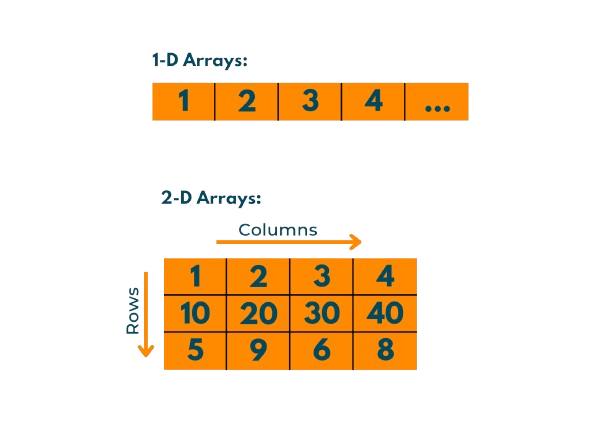 1-D Arrays:
1 2 3 4 ...
2-D Arrays:
Columns
Rows
1 2 3 4
10 20 30 40
5 9 6 8